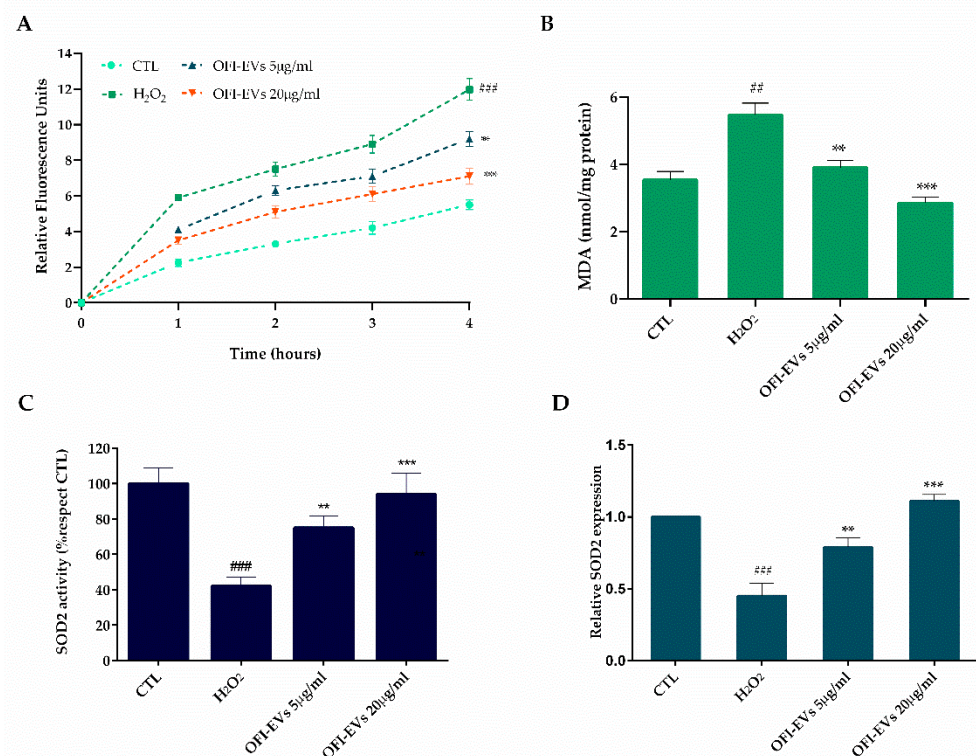 A
Relative Fluorescence Units
14
12
10
8
6
4
2
0
CTL
H₂O₂
OFI-EVs 5µg/ml
OFI-EVs 20µg/ml
###
**
***
0 1 2 3 4
Time (hours)
B
MDA (nmol/mg protein)
6
4
2
0
##
**
***
CTL
H₂O₂
OFI-EVs 5µg/ml
OFI-EVs 20µg/ml
C
SOD2 activity (%respect CTL)
120
100
80
60
40
20
0
###
**
***
CTL
H₂O₂
OFI-EVs 5µg/ml
OFI-EVs 20µg/ml
D
Relative SOD2 expression
1.5
1.0
0.5
0.0
###
**
***
CTL
H₂O₂
OFI-EVs 5µg/ml
OFI-EVs 20µg/ml